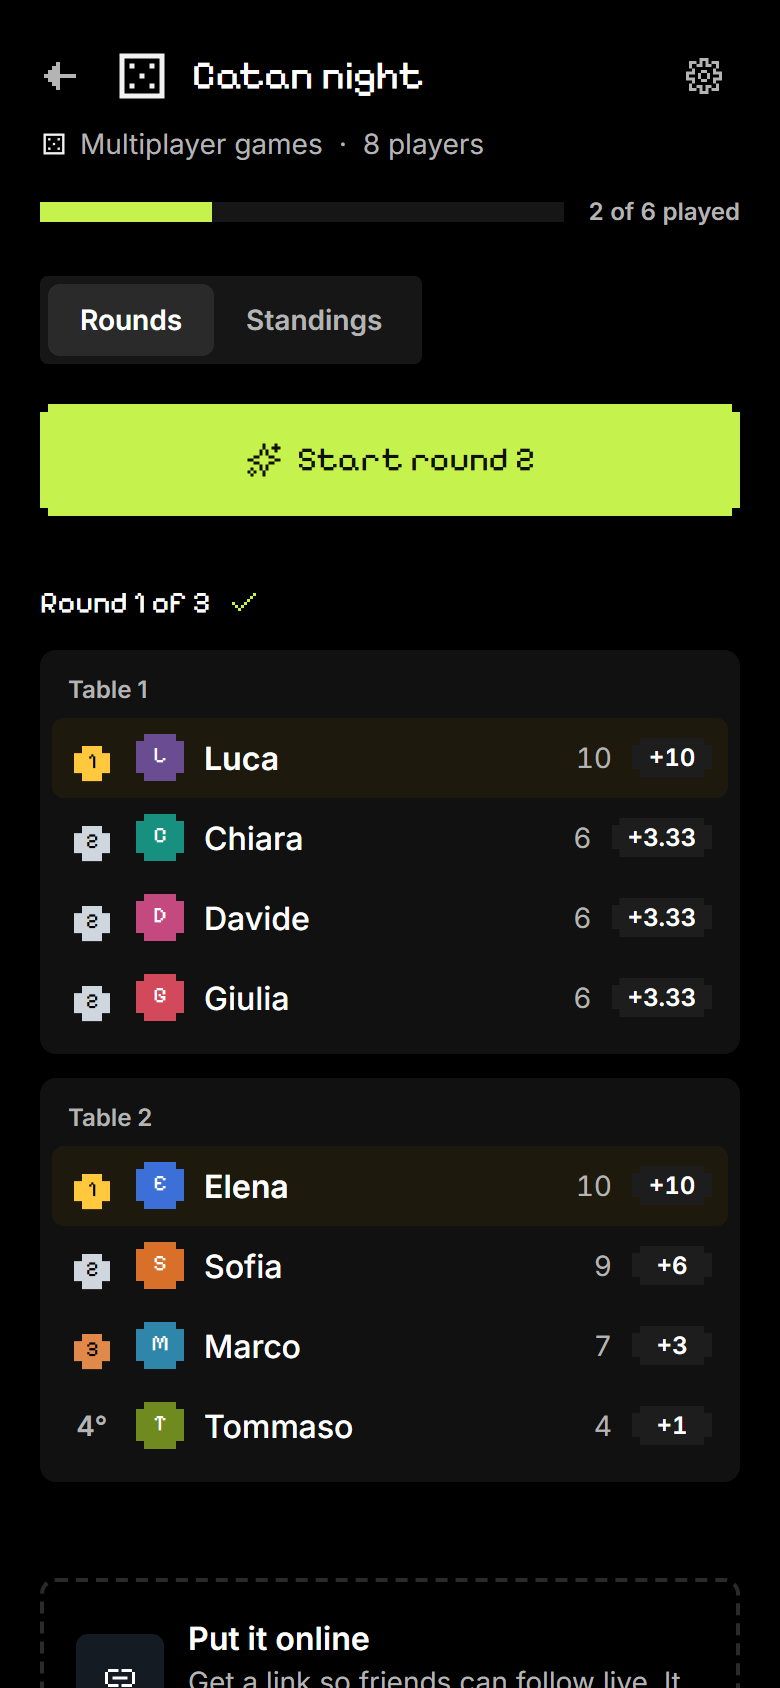 Catan night
Multiplayer games · 8 players
2 of 6 played
Rounds Standings
Start round 2
Round 1 of 3
Table 1
1 L Luca 10 +10
2 C Chiara 6 +3.33
2 D Davide 6 +3.33
2 G Giulia 6 +3.33
Table 2
1 E Elena 10 +10
2 S Sofia 9 +6
3 M Marco 7 +3
4° T Tommaso 4 +1
Put it online
Get a link so friends can follow live. It